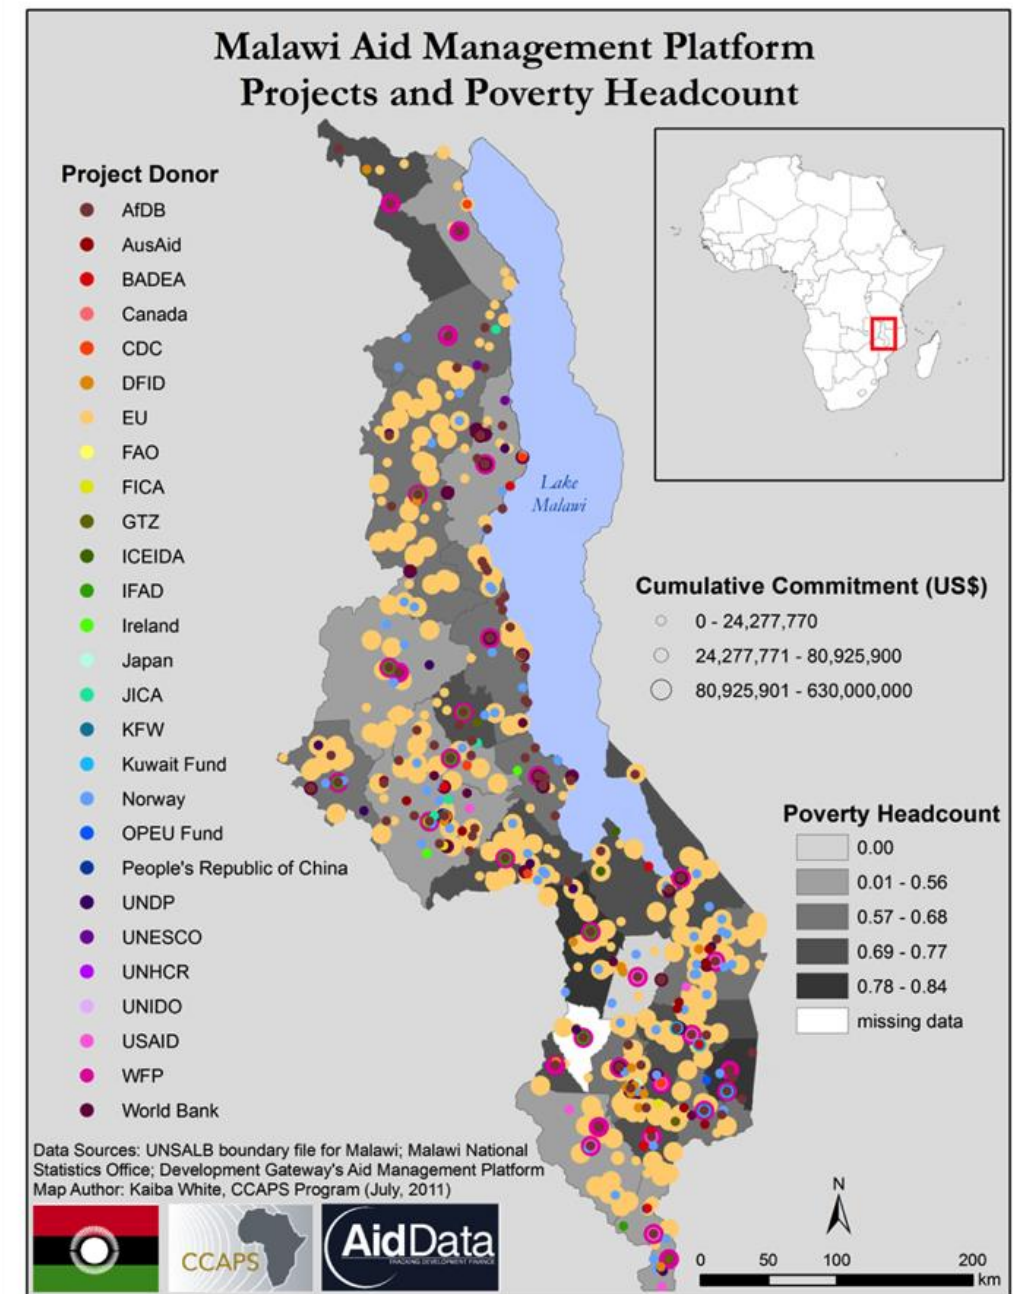 Malawi Aid Management Platform
Projects and Poverty Headcount
Project Donor
AfDB
AusAid
BADEA
Canada
CDC
DFID
EU
FAO
FICA
GTZ
ICEIDA
IFAD
Ireland
Japan
JICA
KFW
Kuwait Fund
Norway
OPEU Fund
People's Republic of China
UNDP
UNESCO
UNHCR
UNIDO
USAID
WFP
World Bank
Lake
Malawi
Cumulative Commitment (US$)
0 - 24,277,770
24,277,771 - 80,925,900
80,925,901 - 630,000,000
Poverty Headcount
0.00
0.01 - 0.56
0.57 - 0.68
0.69 - 0.77
0.78 - 0.84
missing data
Data Sources: UNSALB boundary file for Malawi; Malawi National
Statistics Office; Development Gateway's Aid Management Platform
Map Author: Kaiba White, CCAPS Program (July, 2011)
CCAPS
AidData
TRACKING DEVELOPMENT FINANCE
N
0 50 100 200
km